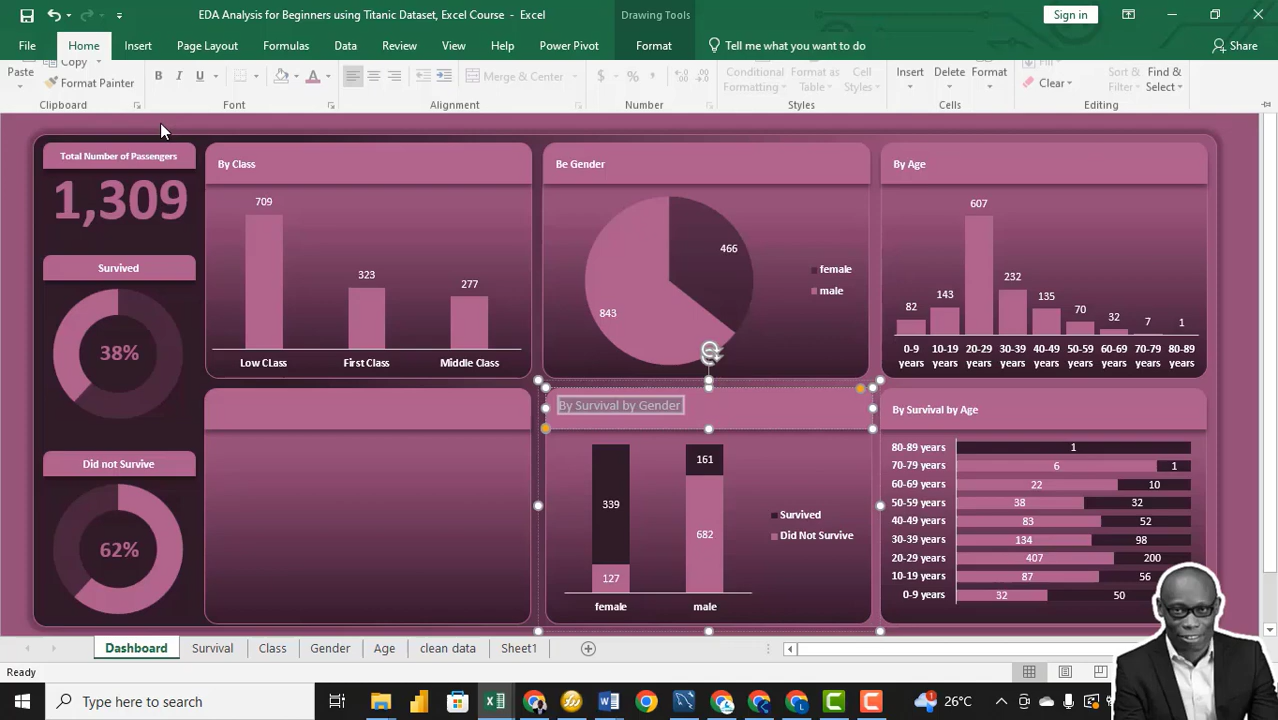 EDA Analysis for Beginners using Titanic Dataset, Excel Course - Excel
Drawing Tools
Sign in
File
Home
Insert
Page Layout
Formulas
Data
Review
View
Help
Power Pivot
Format
Tell me what you want to do
Share
Paste
Copy
Format Painter
B I U
A
Merge & Center
$ % ,
Conditional Formatting
Format as Table
Cell Styles
Insert
Delete
Format
Fill
Clear
Sort & Filter
Find & Select
Clipboard
Font
Alignment
Number
Styles
Cells
Editing
Total Number of Passengers
1,309
Survived
38%
Did not Survive
62%
By Class
709
323
277
Low Class
First Class
Middle Class
Be Gender
466
843
female
male
By Age
82
143
607
232
135
70
32
7
1
0-9 years
10-19 years
20-29 years
30-39 years
40-49 years
50-59 years
60-69 years
70-79 years
80-89 years
By Survival by Gender
339
127
161
682
Survived
Did Not Survive
female
male
By Survival by Age
80-89 years 1
70-79 years 6 1
60-69 years 22 10
50-59 years 38 32
40-49 years 83 52
30-39 years 134 98
20-29 years 407 200
10-19 years 87 56
0-9 years 32 50
Dashboard
Survival
Class
Gender
Age
clean data
Sheet1
Ready
Type here to search
1
26°C